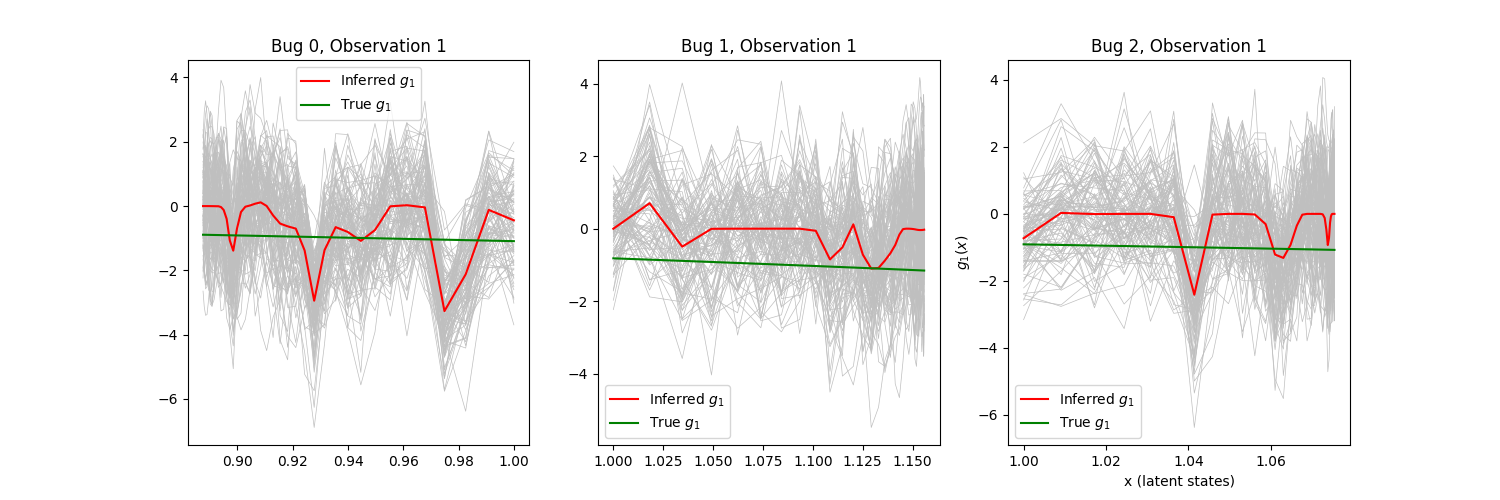 Bug 0, Observation 1
Inferred g₁
True g₁
4
2
0
−2
−4
−6
0.90 0.92 0.94 0.96 0.98 1.00
Bug 1, Observation 1
4
2
0
−2
−4
Inferred g₁
True g₁
1.000 1.025 1.050 1.075 1.100 1.125 1.150
Bug 2, Observation 1
g₁(x)
4
2
0
−2
−4
−6
Inferred g₁
True g₁
1.00 1.02 1.04 1.06
x (latent states)